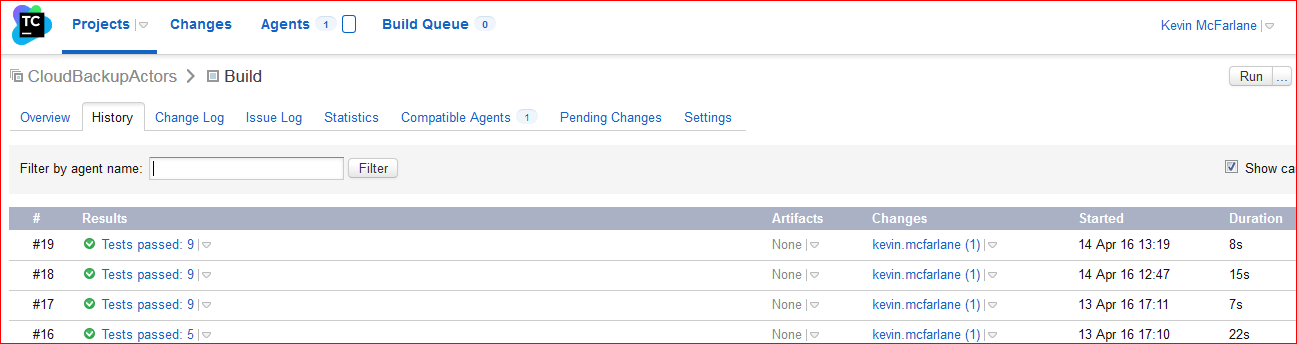 TC
Projects Changes Agents 1 Build Queue 0 Kevin McFarlane
CloudBackupActors Build Run ...
Overview History Change Log Issue Log Statistics Compatible Agents 1 Pending Changes Settings
Filter by agent name: Filter Show ca
# Results Artifacts Changes Started Duration
#19 Tests passed: 9 None kevin.mcfarlane (1) 14 Apr 16 13:19 8s
#18 Tests passed: 9 None kevin.mcfarlane (1) 14 Apr 16 12:47 15s
#17 Tests passed: 9 None kevin.mcfarlane (1) 13 Apr 16 17:11 7s
#16 Tests passed: 5 None kevin.mcfarlane (1) 13 Apr 16 17:10 22s